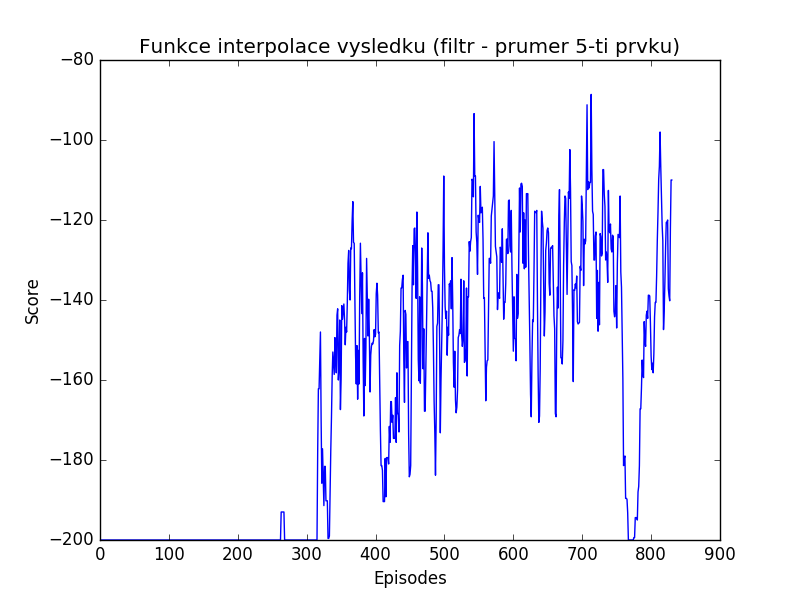 Funkce interpolace vysledku (filtr - prumer 5-ti prvku)
−80
−100
−120
−140
−160
−180
−200
Score
0 100 200 300 400 500 600 700 800 900
Episodes